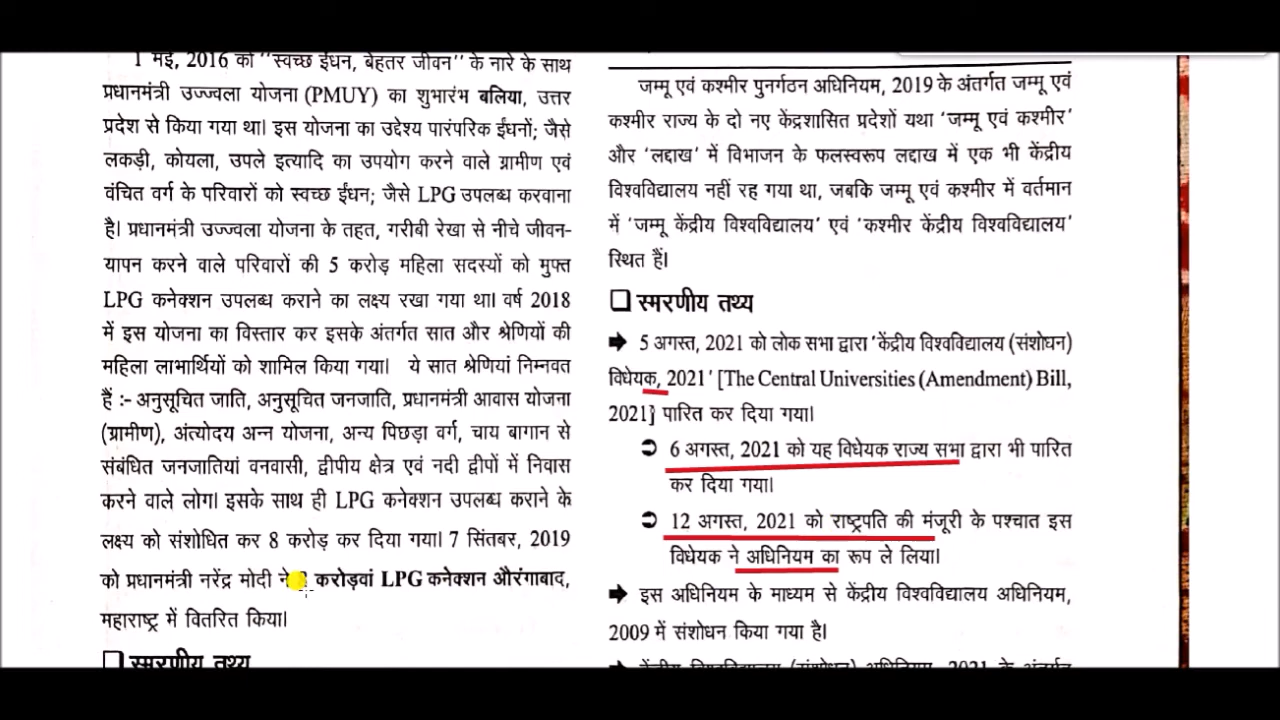 1 मई, 2016 को "स्वच्छ ईंधन, बेहतर जीवन" के नारे के साथ
प्रधानमंत्री उज्ज्वला योजना (PMUY) का शुभारंभ बलिया, उत्तर
प्रदेश से किया गया था। इस योजना का उद्देश्य पारंपरिक ईंधनों; जैसे
लकड़ी, कोयला, उपले इत्यादि का उपयोग करने वाले ग्रामीण एवं
वंचित वर्ग के परिवारों को स्वच्छ ईंधन; जैसे LPG उपलब्ध करवाना
है। प्रधानमंत्री उज्ज्वला योजना के तहत, गरीबी रेखा से नीचे जीवन-
यापन करने वाले परिवारों की 5 करोड़ महिला सदस्यों को मुफ्त
LPG कनेक्शन उपलब्ध कराने का लक्ष्य रखा गया था। वर्ष 2018
में इस योजना का विस्तार कर इसके अंतर्गत सात और श्रेणियों की
महिला लाभार्थियों को शामिल किया गया। ये सात श्रेणियां निम्नवत
हैं :- अनुसूचित जाति, अनुसूचित जनजाति, प्रधानमंत्री आवास योजना
(ग्रामीण), अंत्योदय अन्न योजना, अन्य पिछड़ा वर्ग, चाय बागान से
संबंधित जनजातियां वनवासी, द्वीपीय क्षेत्र एवं नदी द्वीपों में निवास
करने वाले लोग। इसके साथ ही LPG कनेक्शन उपलब्ध कराने के
लक्ष्य को संशोधित कर 8 करोड़ कर दिया गया। 7 सितंबर, 2019
को प्रधानमंत्री नरेंद्र मोदी ने करोड़वां LPG कनेक्शन औरंगाबाद,
महाराष्ट्र में वितरित किया।
❑ स्मरणीय तथ्य
जम्मू एवं कश्मीर पुनर्गठन अधिनियम, 2019 के अंतर्गत जम्मू एवं
कश्मीर राज्य के दो नए केंद्रशासित प्रदेशों यथा 'जम्मू एवं कश्मीर'
और 'लद्दाख' में विभाजन के फलस्वरूप लद्दाख में एक भी केंद्रीय
विश्वविद्यालय नहीं रह गया था, जबकि जम्मू एवं कश्मीर में वर्तमान
में 'जम्मू केंद्रीय विश्वविद्यालय' एवं 'कश्मीर केंद्रीय विश्वविद्यालय'
स्थित हैं।
❑ स्मरणीय तथ्य
➔ 5 अगस्त, 2021 को लोक सभा द्वारा 'केंद्रीय विश्वविद्यालय (संशोधन)
विधेयक, 2021' [The Central Universities (Amendment) Bill,
2021] पारित कर दिया गया।
➲ 6 अगस्त, 2021 को यह विधेयक राज्य सभा द्वारा भी पारित
कर दिया गया।
➲ 12 अगस्त, 2021 को राष्ट्रपति की मंजूरी के पश्चात इस
विधेयक ने अधिनियम का रूप ले लिया।
➔ इस अधिनियम के माध्यम से केंद्रीय विश्वविद्यालय अधिनियम,
2009 में संशोधन किया गया है।
➔ केंद्रीय विश्वविद्यालय (संशोधन) अधिनियम, 2021 के अंतर्गत